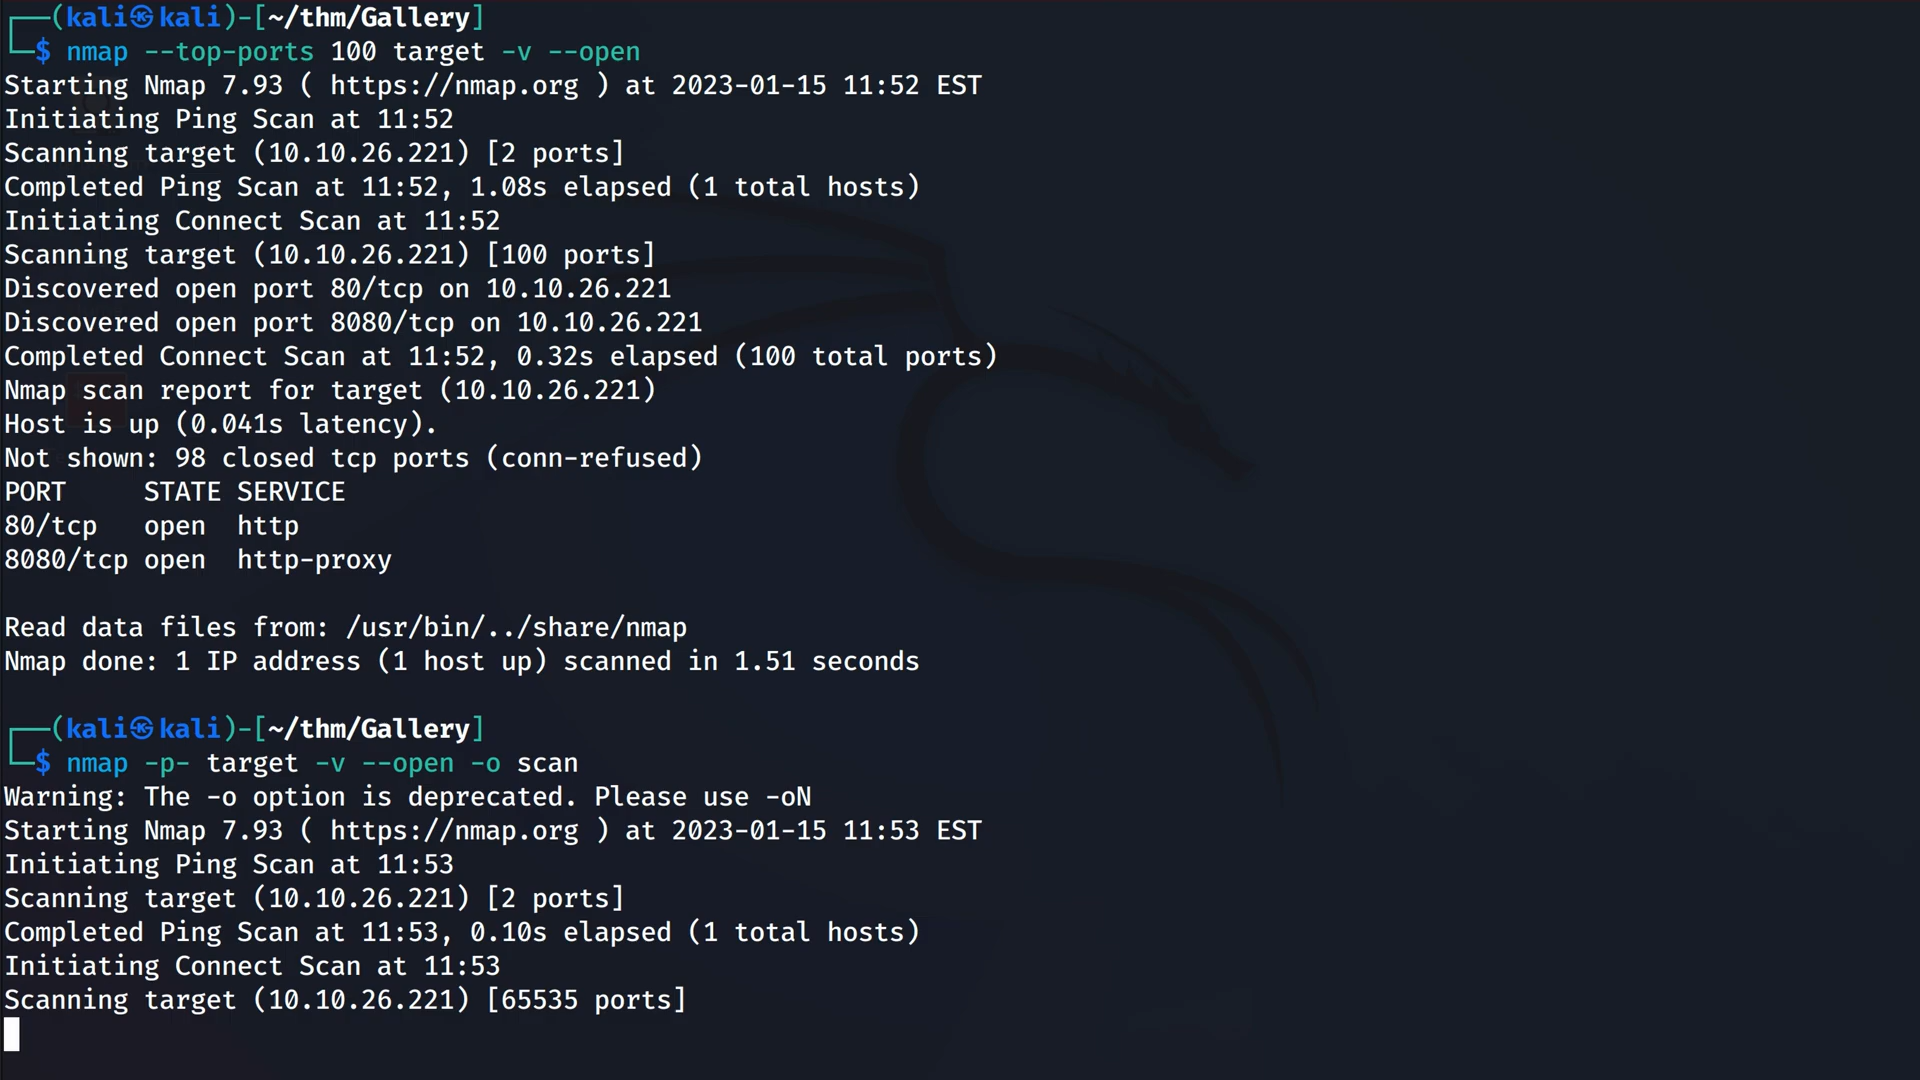 ┌──(kali㉿kali)-[~/thm/Gallery]
└─$ nmap --top-ports 100 target -v --open
Starting Nmap 7.93 ( https://nmap.org ) at 2023-01-15 11:52 EST
Initiating Ping Scan at 11:52
Scanning target (10.10.26.221) [2 ports]
Completed Ping Scan at 11:52, 1.08s elapsed (1 total hosts)
Initiating Connect Scan at 11:52
Scanning target (10.10.26.221) [100 ports]
Discovered open port 80/tcp on 10.10.26.221
Discovered open port 8080/tcp on 10.10.26.221
Completed Connect Scan at 11:52, 0.32s elapsed (100 total ports)
Nmap scan report for target (10.10.26.221)
Host is up (0.041s latency).
Not shown: 98 closed tcp ports (conn-refused)
PORT     STATE SERVICE
80/tcp   open  http
8080/tcp open  http-proxy
Read data files from: /usr/bin/../share/nmap
Nmap done: 1 IP address (1 host up) scanned in 1.51 seconds
┌──(kali㉿kali)-[~/thm/Gallery]
└─$ nmap -p- target -v --open -o scan
Warning: The -o option is deprecated. Please use -oN
Starting Nmap 7.93 ( https://nmap.org ) at 2023-01-15 11:53 EST
Initiating Ping Scan at 11:53
Scanning target (10.10.26.221) [2 ports]
Completed Ping Scan at 11:53, 0.10s elapsed (1 total hosts)
Initiating Connect Scan at 11:53
Scanning target (10.10.26.221) [65535 ports]